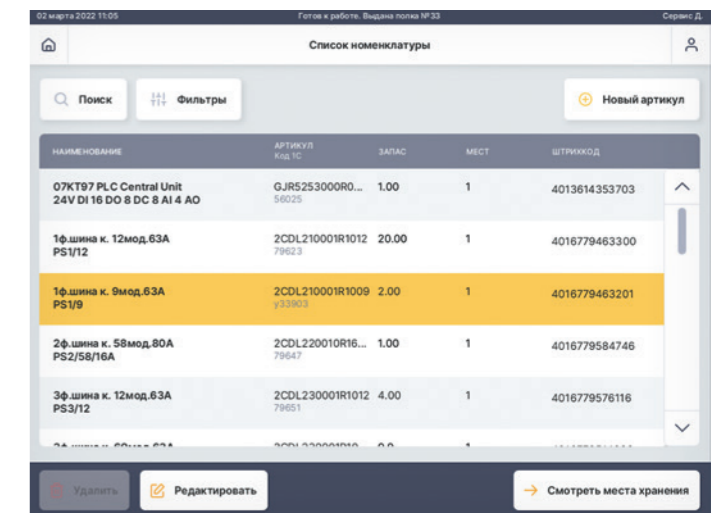 02 марта 2022 11:05 Готов к работе. Выдана полка №33 Сервис Д.
Список номенклатуры
Поиск Фильтры Новый артикул
НАИМЕНОВАНИЕ АРТИКУЛ ЗАПАС МЕСТ ШТРИХКОД
Код 1С
07KT97 PLC Central Unit GJR5253000R0... 1.00 1 4013614353703
24V DI 16 DO 8 DC 8 AI 4 AO 56025
1ф.шина к. 12мод.63А 2CDL210001R1012 20.00 1 4016779463300
PS1/12 79623
1ф.шина к. 9мод.63А 2CDL210001R1009 2.00 1 4016779463201
PS1/9 y33903
2ф.шина к. 58мод.80А 2CDL220010R16... 1.00 1 4016779584746
PS2/58/16A 79647
3ф.шина к. 12мод.63А 2CDL230001R1012 4.00 1 4016779576116
PS3/12 79651
Удалить Редактировать Смотреть места хранения